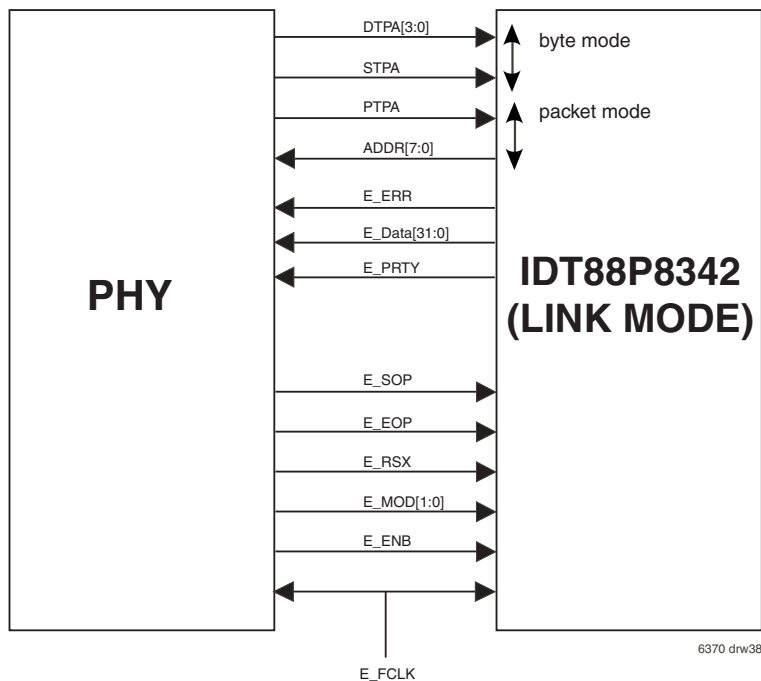 DTPA[3:0]
byte mode
STPA
PTPA
packet mode
ADDR[7:0]
E_ERR
E_Data[31:0]
E_PRTY
PHY
IDT88P8342
(LINK MODE)
E_SOP
E_EOP
E_RSX
E_MOD[1:0]
E_ENB
6370 drw38
E_FCLK